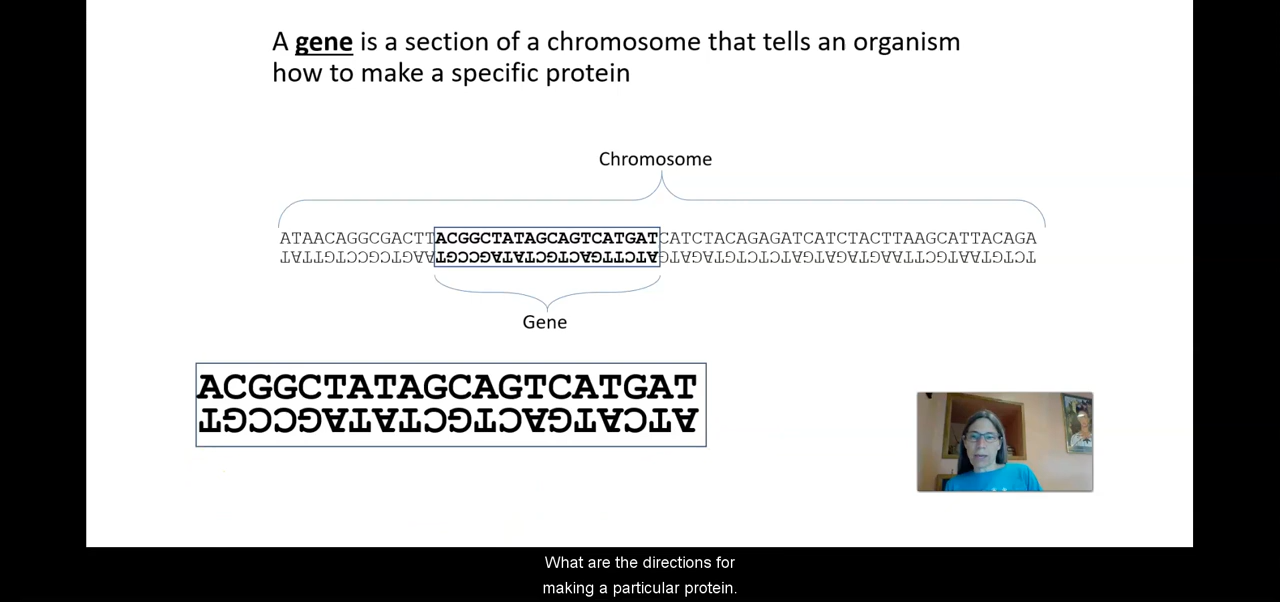 A gene is a section of a chromosome that tells an organism
how to make a specific protein
Chromosome
ATAACAGGCGACTTACGGCTATAGCAGTCATGATCATCTACAGAGATCATCTACTTAAGCATTACAGA
Gene
ACGGCTATAGCAGTCATGAT
TGCCGATATCGTCAGTACTA
What are the directions for
making a particular protein.